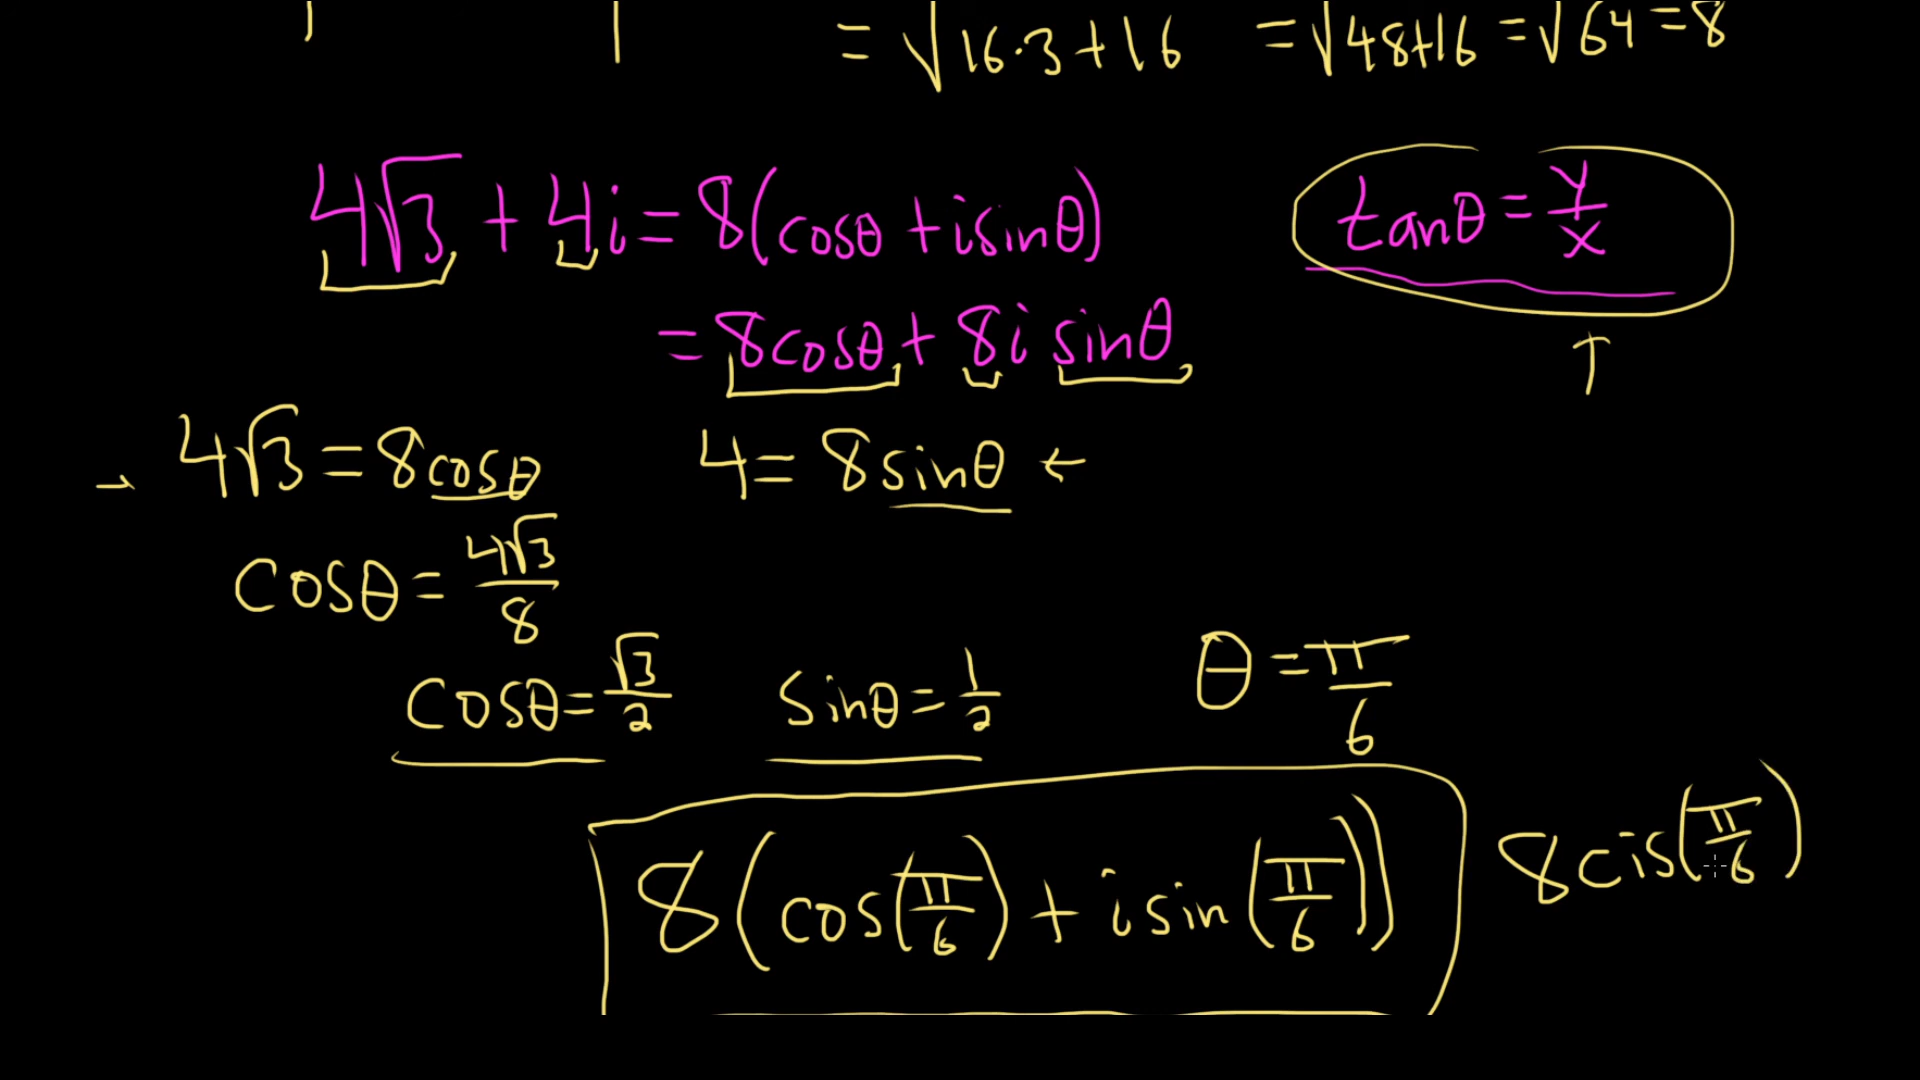 = √16·3+16 = √48+16 = √64 = 8
4√3 + 4i = 8(cosθ + isinθ)
tanθ = y/x
= 8cosθ + 8i sinθ
4√3 = 8cosθ
4 = 8sinθ ←
cosθ = 4√3/8
cosθ = √3/2
sinθ = 1/2
θ = π/6
8(cos(π/6) + isin(π/6))
8cis(π/6)